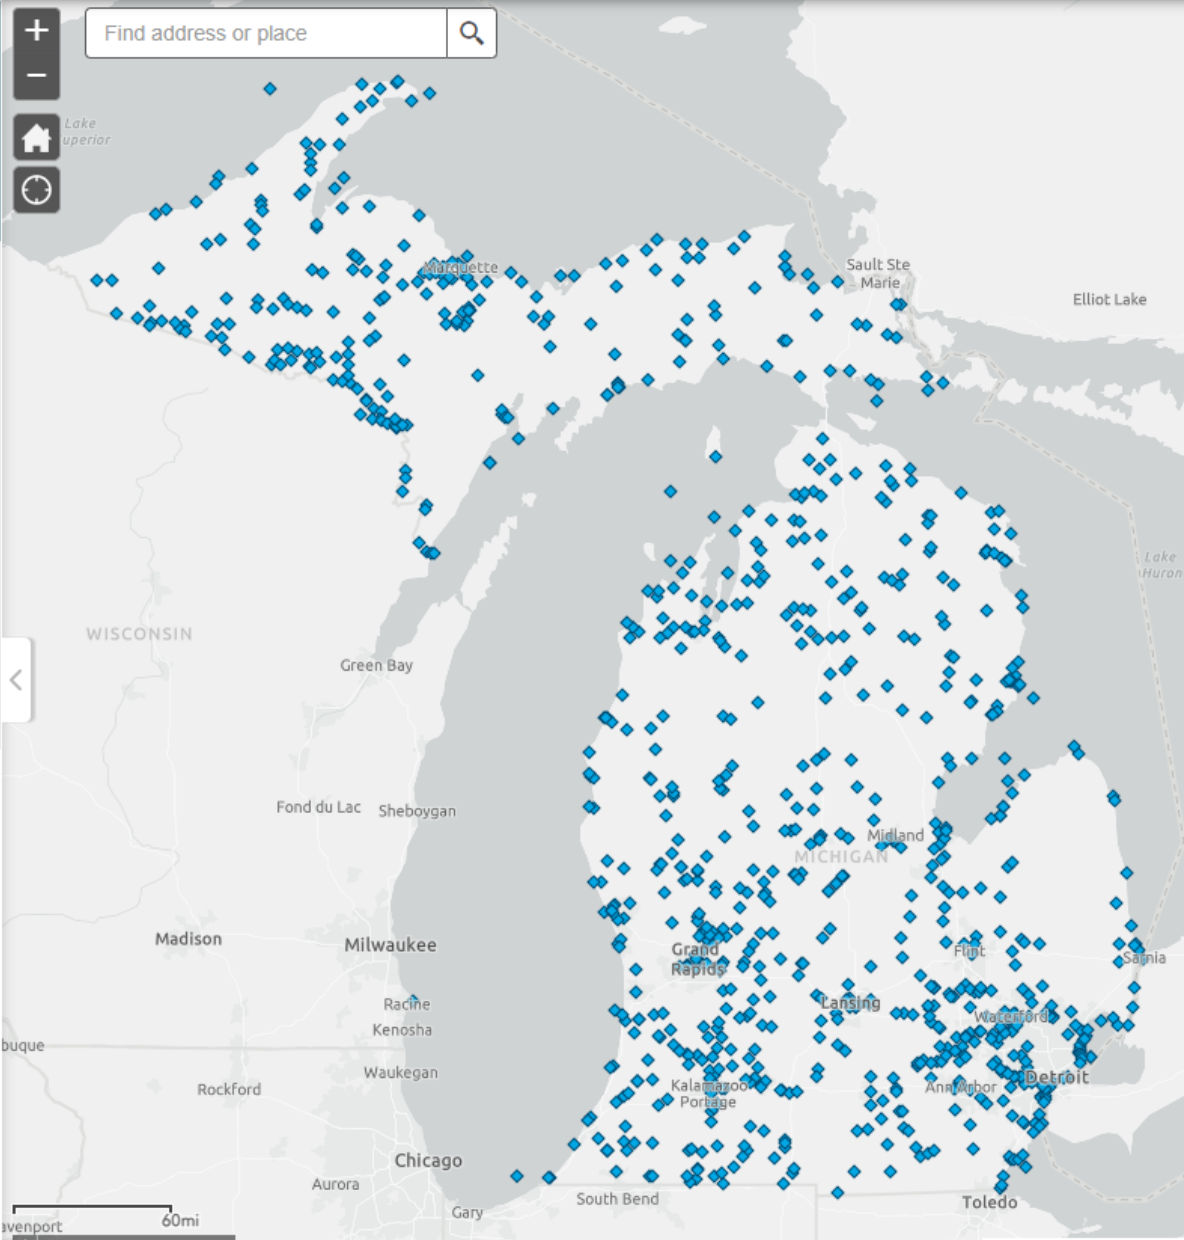 +
Find address or place
−
Lake
uperior
Marquette
Sault Ste
Marie
Elliot Lake
Lake
Huron
WISCONSIN
Green Bay
Fond du Lac
Sheboygan
Midland
MICHIGAN
Madison
Milwaukee
Grand
Rapids
Flint
Sarnia
Racine
Lansing
Waterford
Kenosha
buque
Waukegan
Rockford
Kalamazoo
Portage
Ann Arbor
Detroit
Chicago
Aurora
South Bend
Toledo
Gary
60mi
avenport